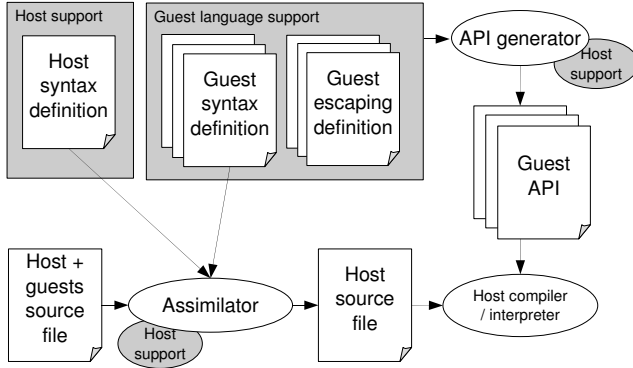 Host support
Host
syntax
definition
Guest language support
Guest
syntax
definition
Guest
escaping
definition
API generator
Host
support
Guest
API
Host +
guests
source
file
Assimilator
Host
support
Host
source
file
Host compiler
/ interpreter